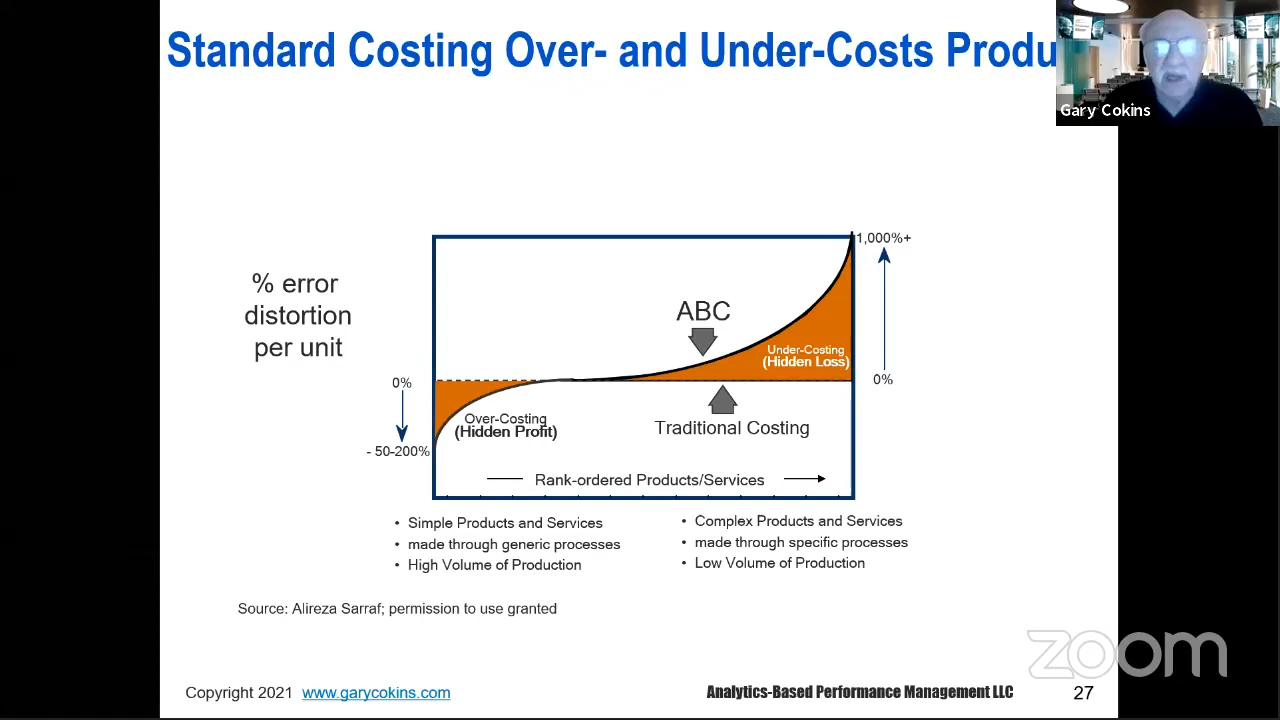 Standard Costing Over- and Under-Costs Produ
Gary Cokins
1,000%+
% error
distortion
per unit
ABC
Under-Costing
(Hidden Loss)
0%
0%
Over-Costing
(Hidden Profit)
Traditional Costing
- 50-200%
Rank-ordered Products/Services
• Simple Products and Services
• made through generic processes
• High Volume of Production
• Complex Products and Services
• made through specific processes
• Low Volume of Production
Source: Alireza Sarraf; permission to use granted
zoom
Copyright 2021 www.garycokins.com
Analytics-Based Performance Management LLC
27